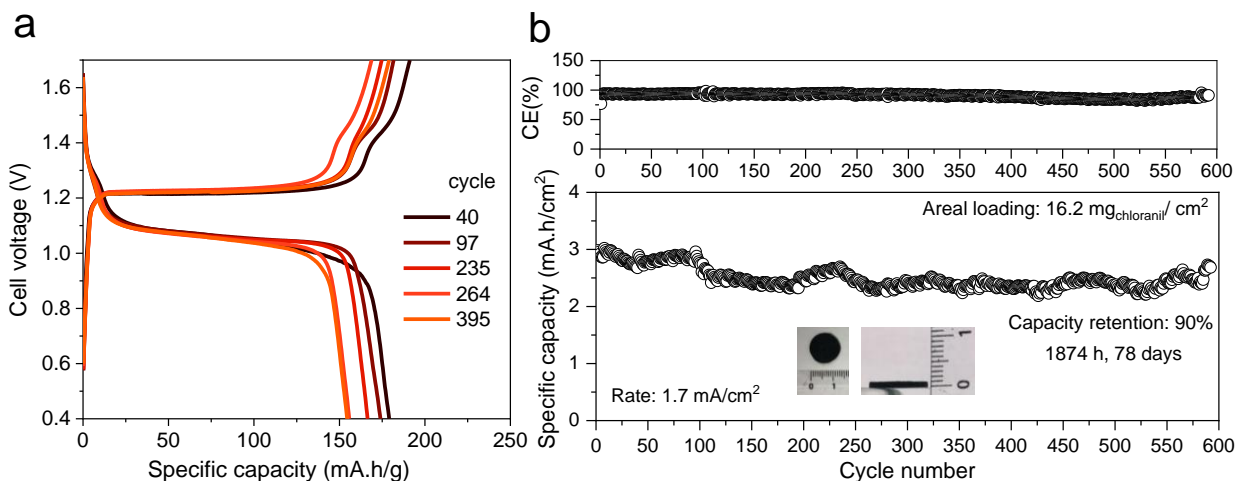 a
1.6
1.4
1.2
1.0
0.8
0.6
0.4
Cell voltage (V)
0
50
100
150
200
250
Specific capacity (mA.h/g)
cycle
40
97
235
264
395
b
150
100
50
0
CE(%)
0 50 100 150 200 250 300 350 400 450 500 550 600
4
3
2
1
0
Specific capacity (mA.h/cm2)
Areal loading: 16.2 mgchloranil/ cm2
Capacity retention: 90%
1874 h, 78 days
Rate: 1.7 mA/cm2
0 1
1
0
0 50 100 150 200 250 300 350 400 450 500 550 600
Cycle number